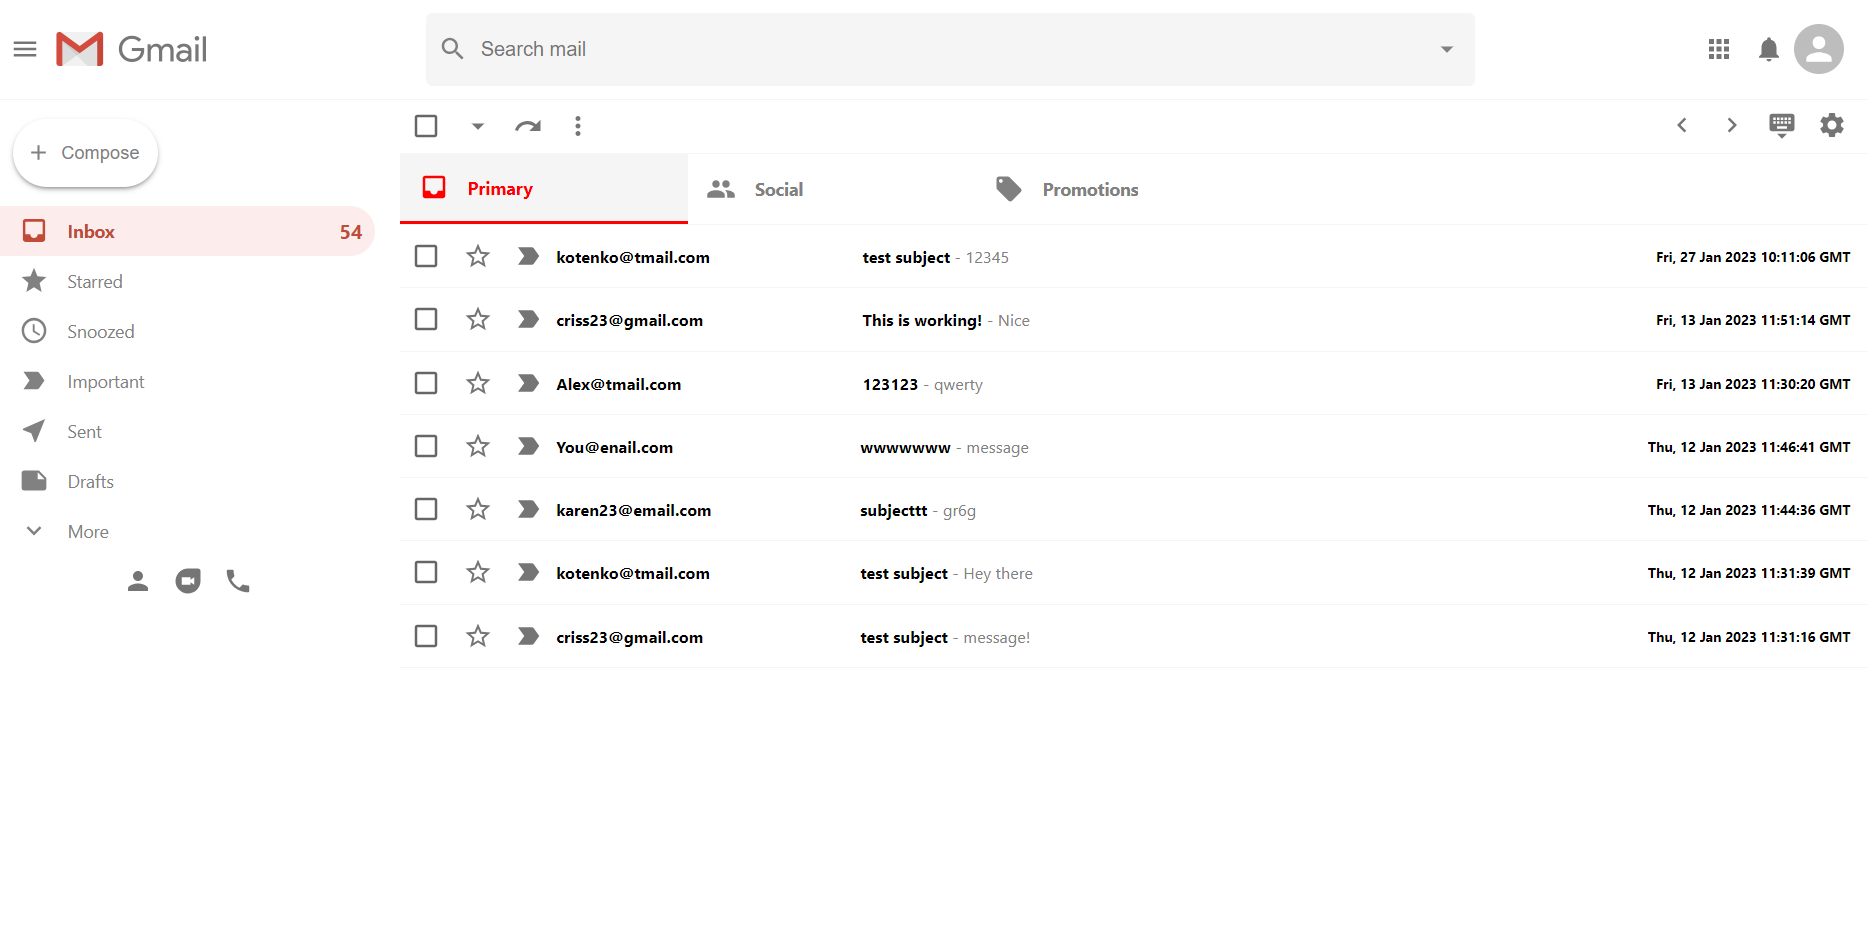 Gmail
Search mail
Compose
Inbox 54
Starred
Snoozed
Important
Sent
Drafts
More
Primary Social Promotions
kotenko@tmail.com test subject - 12345 Fri, 27 Jan 2023 10:11:06 GMT
criss23@gmail.com This is working! - Nice Fri, 13 Jan 2023 11:51:14 GMT
Alex@tmail.com 123123 - qwerty Fri, 13 Jan 2023 11:30:20 GMT
You@enail.com wwwwwww - message Thu, 12 Jan 2023 11:46:41 GMT
karen23@email.com subjecttt - gr6g Thu, 12 Jan 2023 11:44:36 GMT
kotenko@tmail.com test subject - Hey there Thu, 12 Jan 2023 11:31:39 GMT
criss23@gmail.com test subject - message! Thu, 12 Jan 2023 11:31:16 GMT